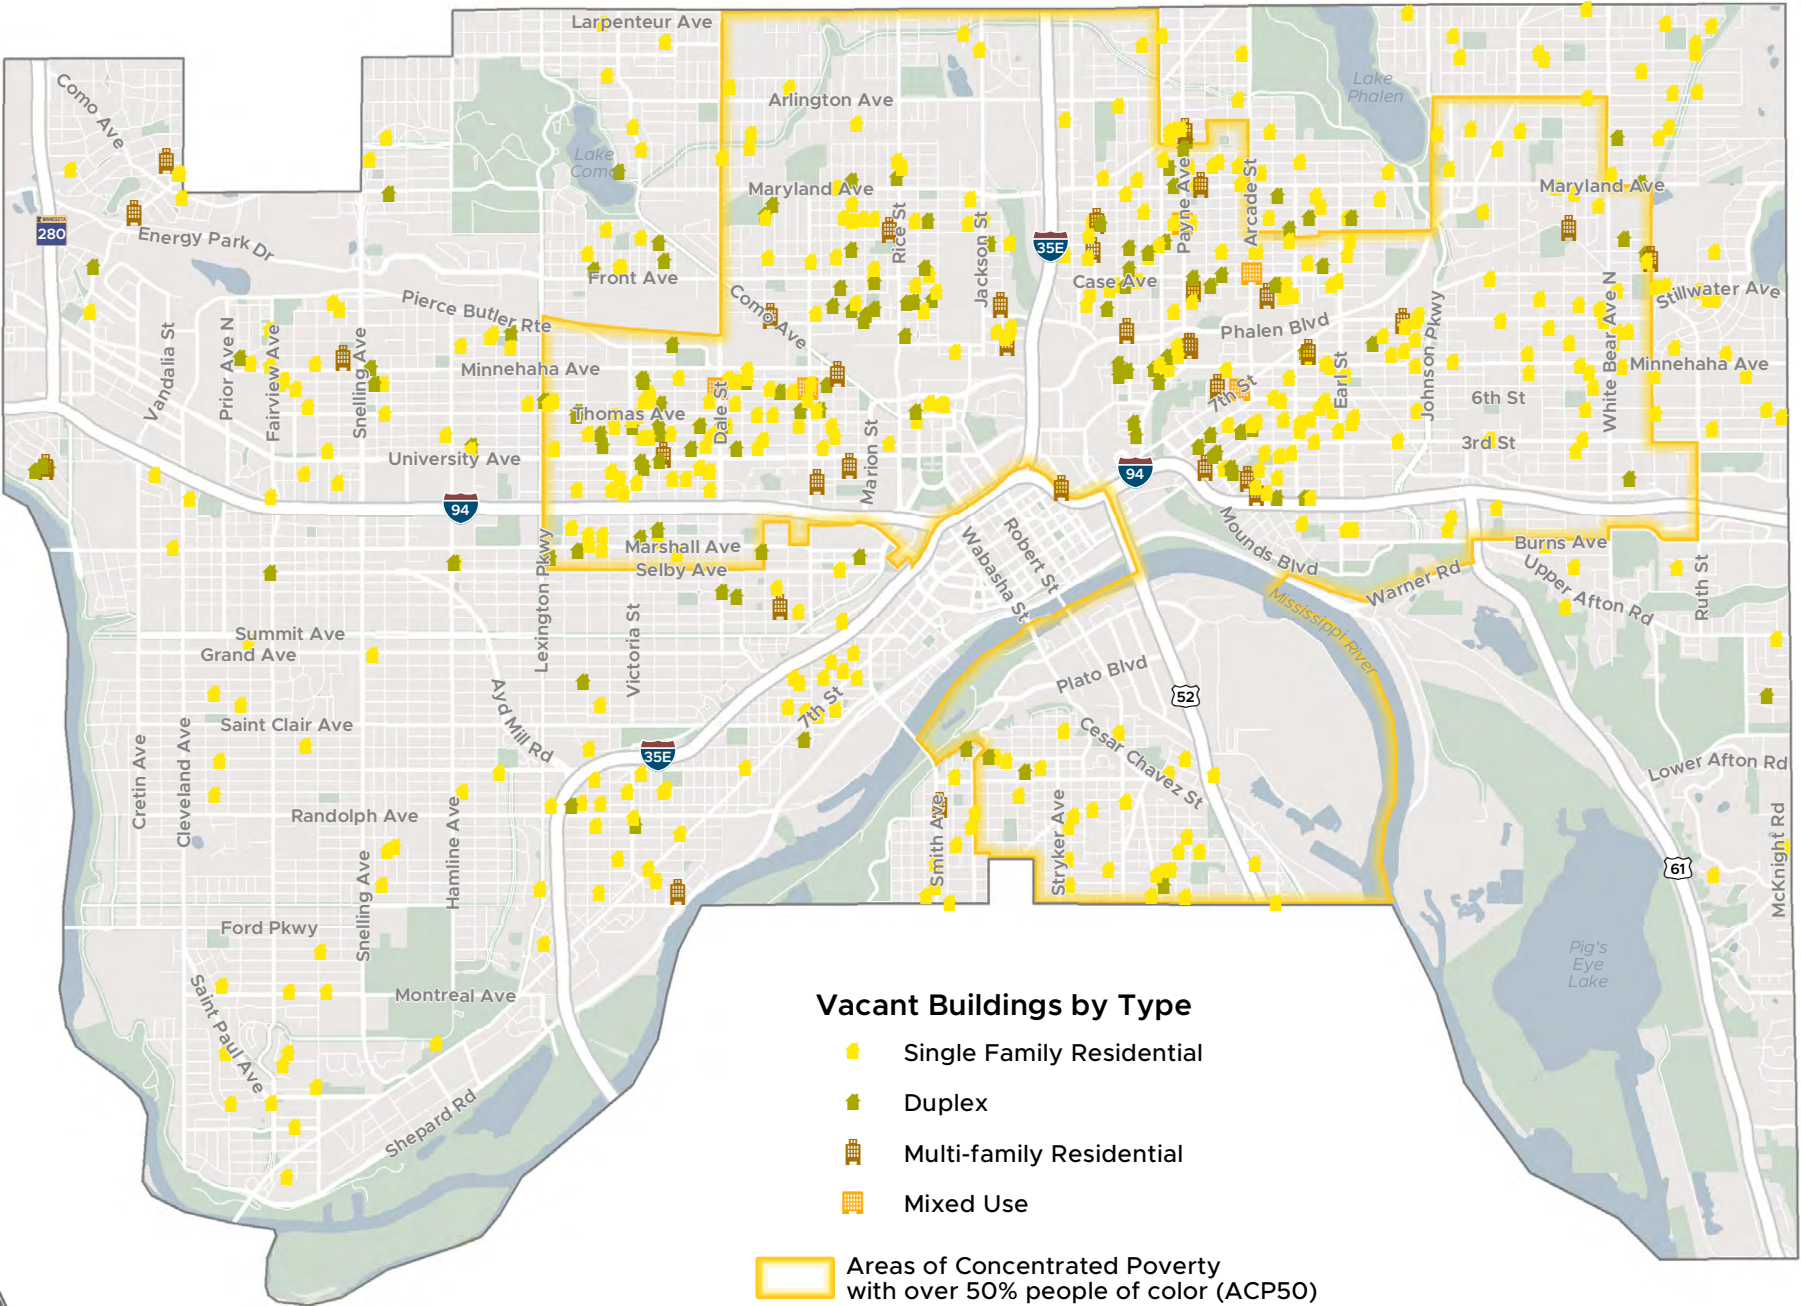 Larpenteur Ave
Como Ave
Arlington Ave
Lake
Phalen
Lake
Como
Maryland Ave
Maryland Ave
Payne Ave
Arcade St
Rice St
Jackson St
MINNESOTA
280
Energy Park Dr
35E
Front Ave
Case Ave
Stillwater Ave
Pierce Butler Rte
Como Ave
Phalen Blvd
Johnson Pkwy
White Bear Ave N
Vandalia St
Prior Ave N
Fairview Ave
Snelling Ave
Minnehaha Ave
Minnehaha Ave
Earl St
7th St
6th St
Thomas Ave
Dale St
Marion St
3rd St
University Ave
94
94
Lexington Pkwy
Marshall Ave
Selby Ave
Wabasha St
Robert St
Mounds Blvd
Burns Ave
Warner Rd
Upper Afton Rd
Ruth St
Mississippi River
Summit Ave
Grand Ave
Victoria St
Plato Blvd
52
Ayd Mill Rd
7th St
Saint Clair Ave
Cesar Chavez St
35E
Lower Afton Rd
Cretin Ave
Cleveland Ave
Randolph Ave
Hamline Ave
Snelling Ave
Smith Ave
Stryker Ave
61
McKnight Rd
Ford Pkwy
Pig's
Eye
Lake
Saint Paul Ave
Montreal Ave
Shepard Rd
Vacant Buildings by Type
Single Family Residential
Duplex
Multi-family Residential
Mixed Use
Areas of Concentrated Poverty
with over 50% people of color (ACP50)